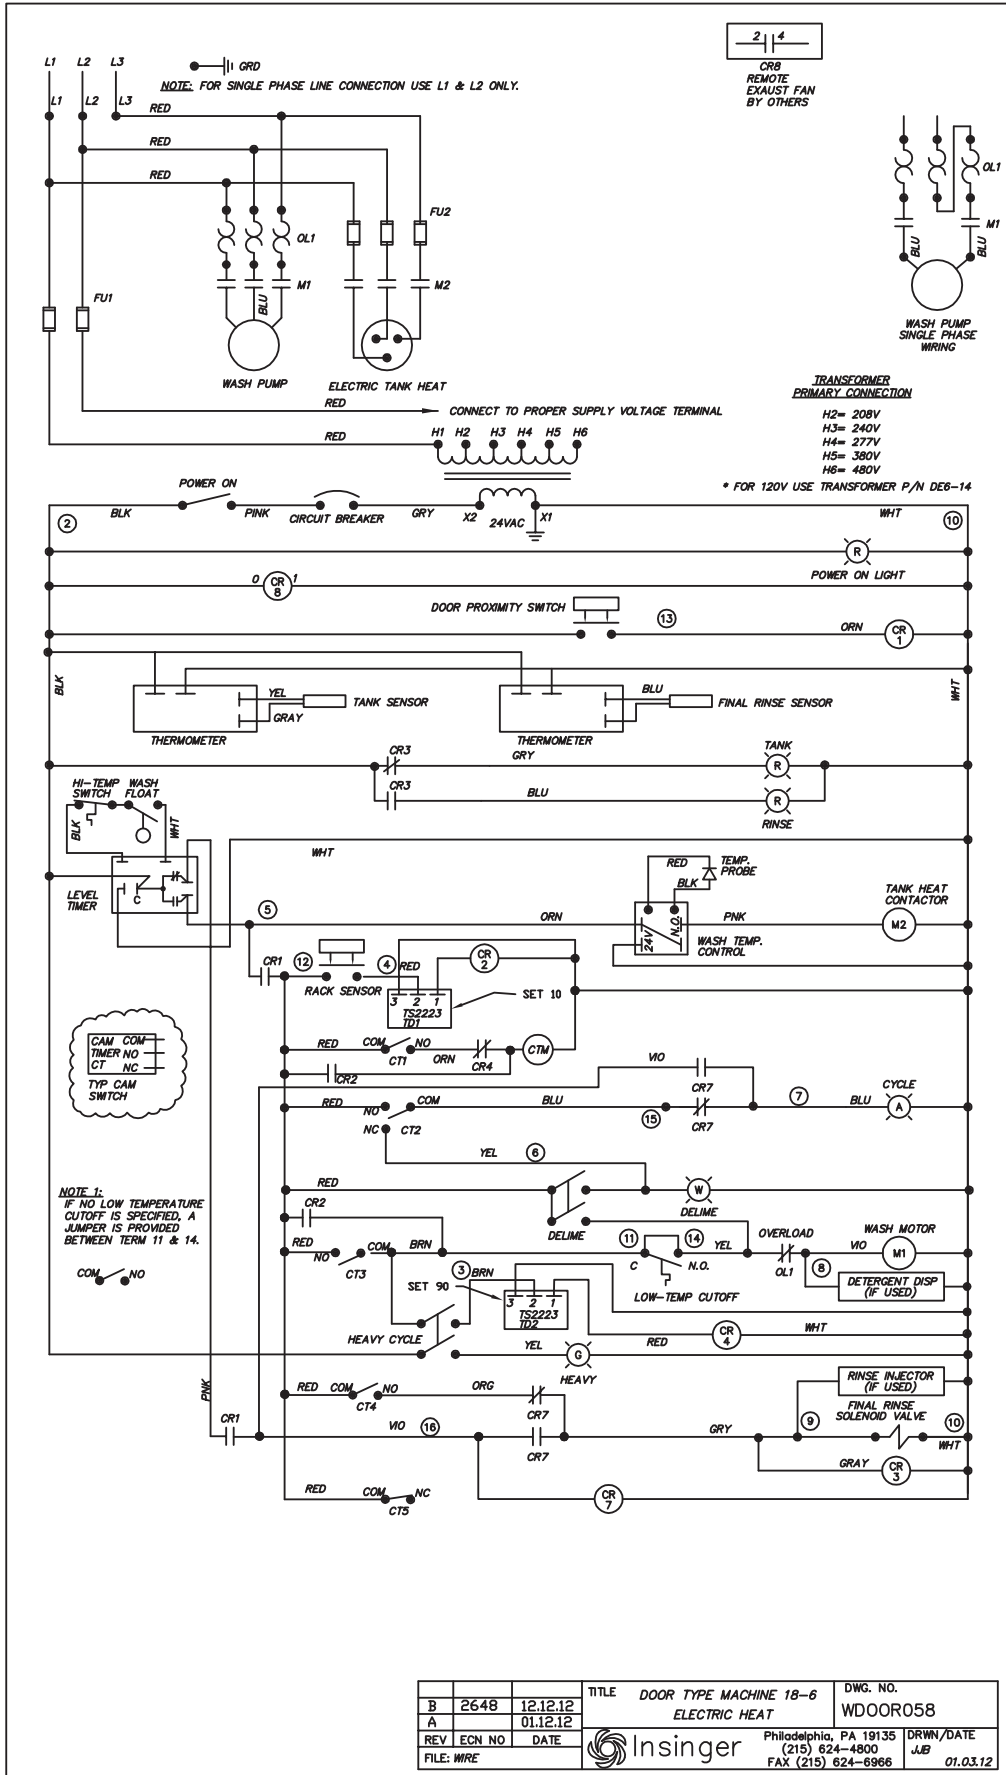 2 4
CR8
REMOTE
EXAUST FAN
BY OTHERS
L1 L2 L3
GRD
NOTE: FOR SINGLE PHASE LINE CONNECTION USE L1 & L2 ONLY.
L1 L2 L3
RED
RED
RED
OL1
FU2
M1
M2
BLU
FU1
WASH PUMP
ELECTRIC TANK HEAT
OL1
M1
BLU
BLU
WASH PUMP
SINGLE PHASE
WIRING
RED
CONNECT TO PROPER SUPPLY VOLTAGE TERMINAL
RED
H1 H2 H3 H4 H5 H6
TRANSFORMER
PRIMARY CONNECTION
H2= 208V
H3= 240V
H4= 277V
H5= 380V
H6= 480V
* FOR 120V USE TRANSFORMER P/N DE6-14
POWER ON
2 BLK PINK CIRCUIT BREAKER GRY X2 24VAC X1 WHT 10
R
POWER ON LIGHT
0 CR 8 1
DOOR PROXIMITY SWITCH
13
ORN
CR 1
BLK
WHT
YEL
TANK SENSOR
GRAY
THERMOMETER
BLU
FINAL RINSE SENSOR
THERMOMETER
CR3
GRY
TANK
R
CR3
BLU
R
RINSE
HI-TEMP WASH
SWITCH FLOAT
BLK
WHT
WHT
LEVEL
TIMER
C
5
ORN
RED
TEMP.
PROBE
BLK
24V
N.O.
PNK
WASH TEMP.
CONTROL
TANK HEAT
CONTACTOR
M2
CR1
12
RACK SENSOR
4
RED
CR 2
3 2 1
TS2223
TD1
SET 10
CAM COM
TIMER NO
CT NC
TYP CAM
SWITCH
RED COM NO
CT1
ORN
CR4
CTM
CR2
VIO
CR7
RED NO COM
BLU
15
CR7
7
BLU
CYCLE
A
NC CT2
YEL
6
RED
W
DELIME
DELIME
NOTE 1:
IF NO LOW TEMPERATURE
CUTOFF IS SPECIFIED, A
JUMPER IS PROVIDED
BETWEEN TERM 11 & 14.
COM NO
CR2
RED
NO COM
CT3
BRN
11
14
C N.O.
YEL
LOW-TEMP CUTOFF
OVERLOAD
OL1
8
VIO
WASH MOTOR
M1
DETERGENT DISP
(IF USED)
3 BRN
SET 90
3 2 1
TS2223
TD2
HEAVY CYCLE
RED
CR 4
WHT
YEL
G
HEAVY
PNK
RED COM NO
CT4
ORG
CR7
RINSE INJECTOR
(IF USED)
CR1
VIO
16
CR7
GRY
9
FINAL RINSE
SOLENOID VALVE
10
WHT
GRAY
CR 3
RED COM NC
CT5
CR 7
B 2648 12.12.12
A 01.12.12
REV ECN NO DATE
FILE: WIRE
TITLE DOOR TYPE MACHINE 18-6
ELECTRIC HEAT
DWG. NO.
WDOOR058
Insinger
Philadelphia, PA 19135
(215) 624-4800
FAX (215) 624-6966
DRWN/DATE
JJB
01.03.12